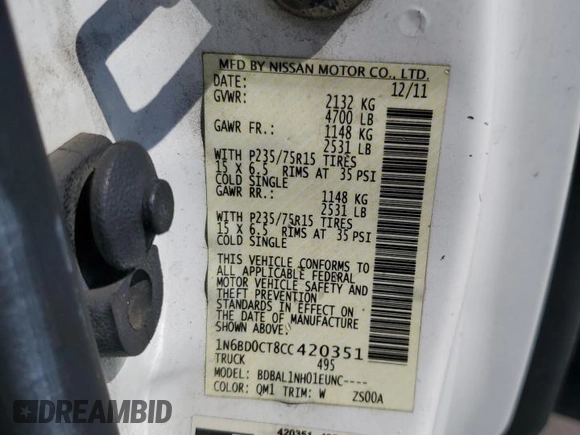 MFD BY NISSAN MOTOR CO., LTD.
DATE: 12/11
GVWR: 2132 KG
4700 LB
GAWR FR.: 1148 KG
2531 LB
WITH P235/75R15 TIRES
15 X 6.5 RIMS AT 35 PSI
COLD SINGLE
GAWR RR.: 1148 KG
2531 LB
WITH P235/75R15 TIRES
15 X 6.5 RIMS AT 35 PSI
COLD SINGLE
THIS VEHICLE CONFORMS TO
ALL APPLICABLE FEDERAL
MOTOR VEHICLE SAFETY AND
THEFT PREVENTION
STANDARDS IN EFFECT ON
THE DATE OF MANUFACTURE
SHOWN ABOVE.
1N6BD0CT8CC420351
TRUCK 495
MODEL: BDBAL1NH01EUNC----
COLOR: QM1 TRIM: W ZS00A
420351
AUTOBIDCAR